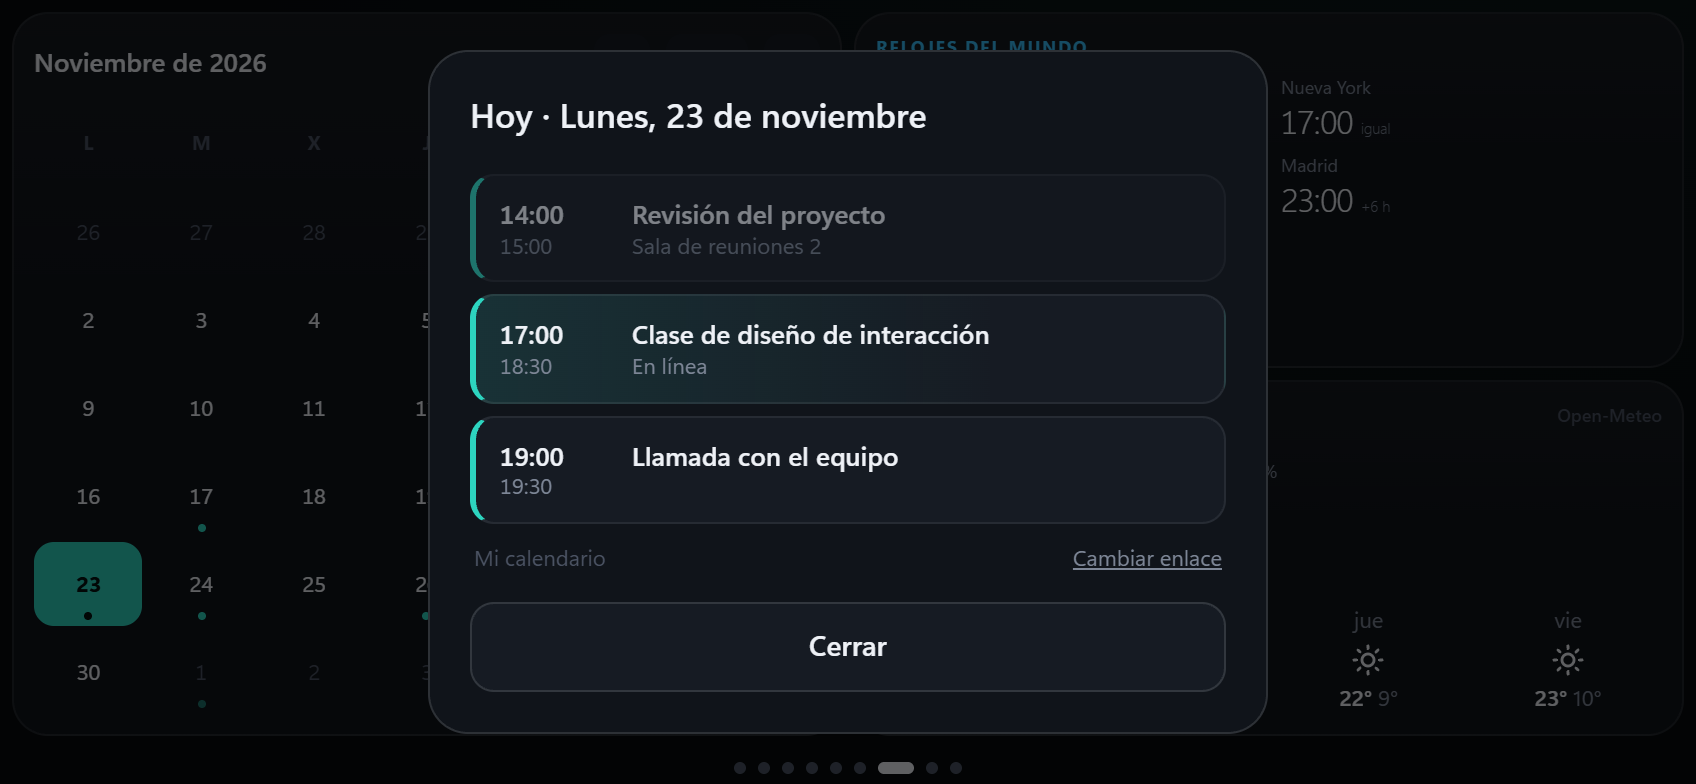 Noviembre de 2026
L M X
26 27 28
2 3 4 5
9 10 11
16 17 18
23 24 25
30 1 2
RELOJES DEL MUNDO
Nueva York
17:00 igual
Madrid
23:00 +6 h
Open-Meteo
%
jue vie
22° 9° 23° 10°
Hoy · Lunes, 23 de noviembre
14:00 Revisión del proyecto
15:00 Sala de reuniones 2
17:00 Clase de diseño de interacción
18:30 En línea
19:00 Llamada con el equipo
19:30
Mi calendario Cambiar enlace
Cerrar